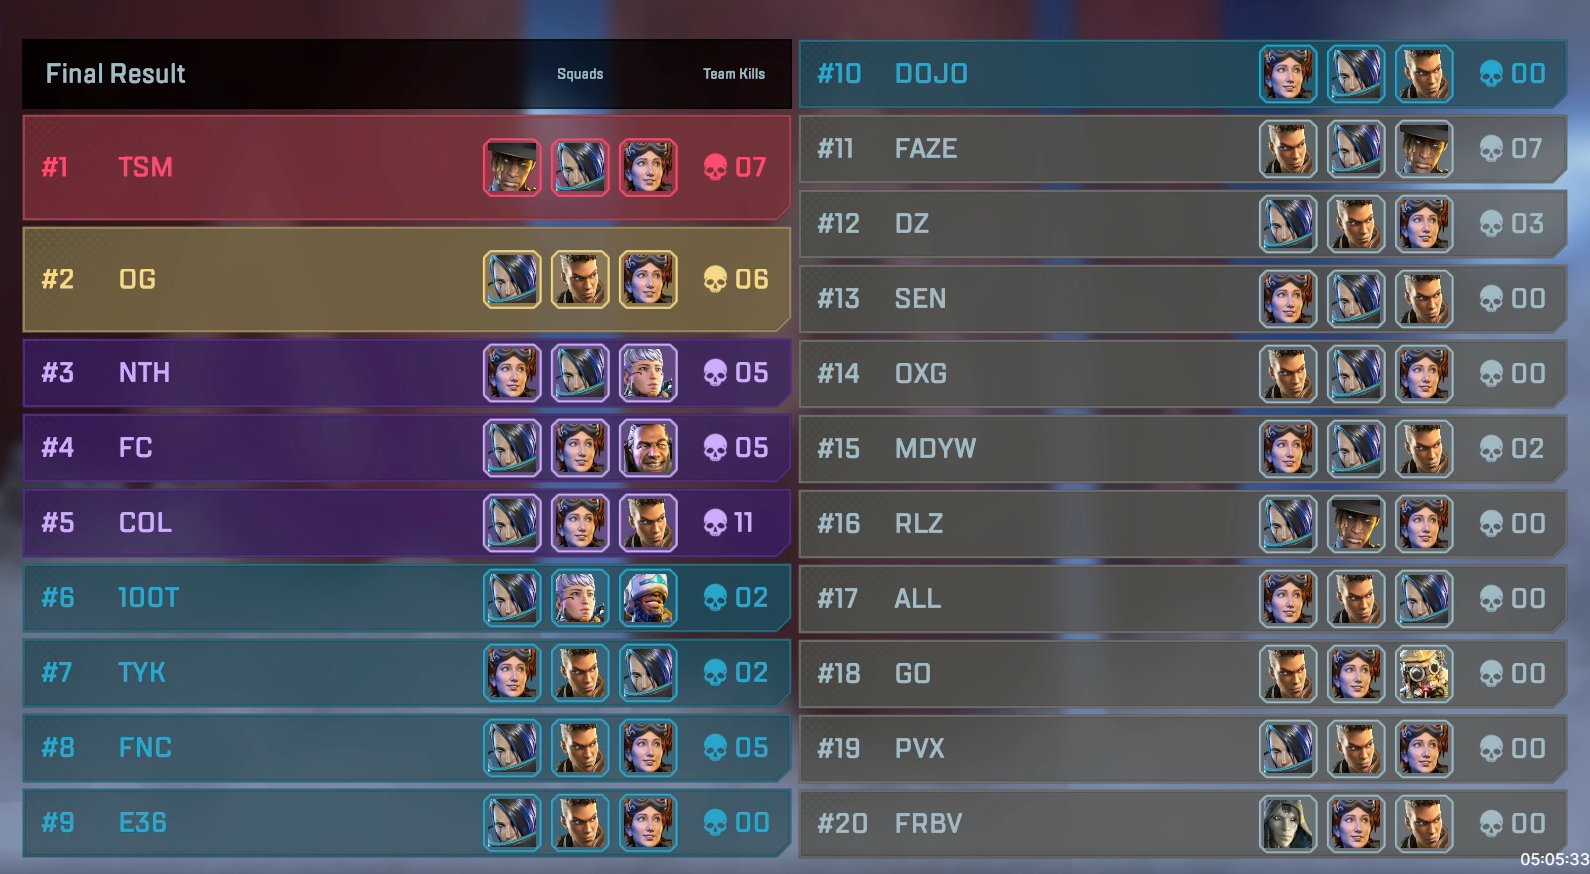 Final Result Squads Team Kills
#1 TSM 07
#2 OG 06
#3 NTH 05
#4 FC 05
#5 COL 11
#6 100T 02
#7 TYK 02
#8 FNC 05
#9 E36 00
#10 DOJO 00
#11 FAZE 07
#12 DZ 03
#13 SEN 00
#14 OXG 00
#15 MDYW 02
#16 RLZ 00
#17 ALL 00
#18 GO 00
#19 PVX 00
#20 FRBV 00
05:05:33